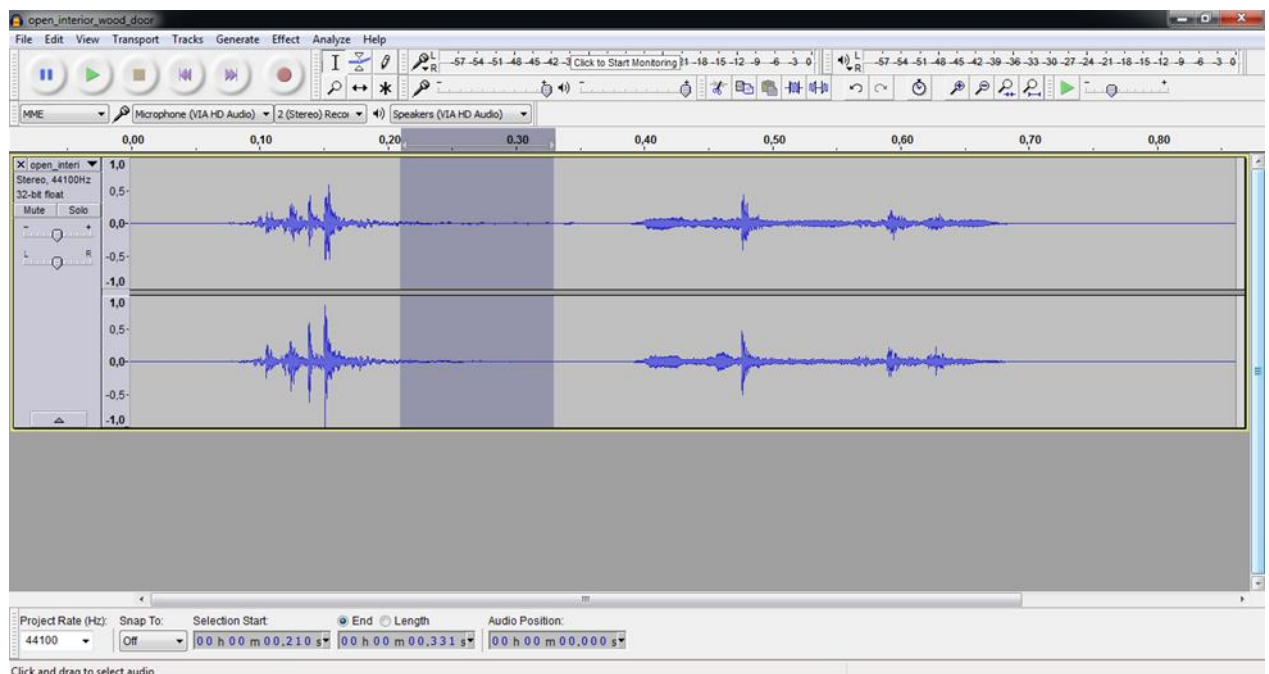 open_interior_wood_door
File Edit View Transport Tracks Generate Effect Analyze Help
L R -57 -54 -51 -48 -45 -42 -3 Click to Start Monitoring 1 -18 -15 -12 -9 -6 -3 0 L R -57 -54 -51 -48 -45 -42 -39 -36 -33 -30 -27 -24 -21 -18 -15 -12 -9 -6 -3 0
MME Microphone (VIA HD Audio) 2 (Stereo) Recor Speakers (VIA HD Audio)
0,00 0,10 0,20 0,30 0,40 0,50 0,60 0,70 0,80
open_interi 1,0
Stereo, 44100Hz
32-bit float 0,5-
Mute Solo
- + 0,0-
L R -0,5-
-1,0
1,0
0,5-
0,0-
-0,5-
-1,0
Project Rate (Hz): Snap To: Selection Start: End Length Audio Position:
44100 Off 00 h 00 m 00.210 s 00 h 00 m 00.331 s 00 h 00 m 00.000 s
Click and drag to select audio